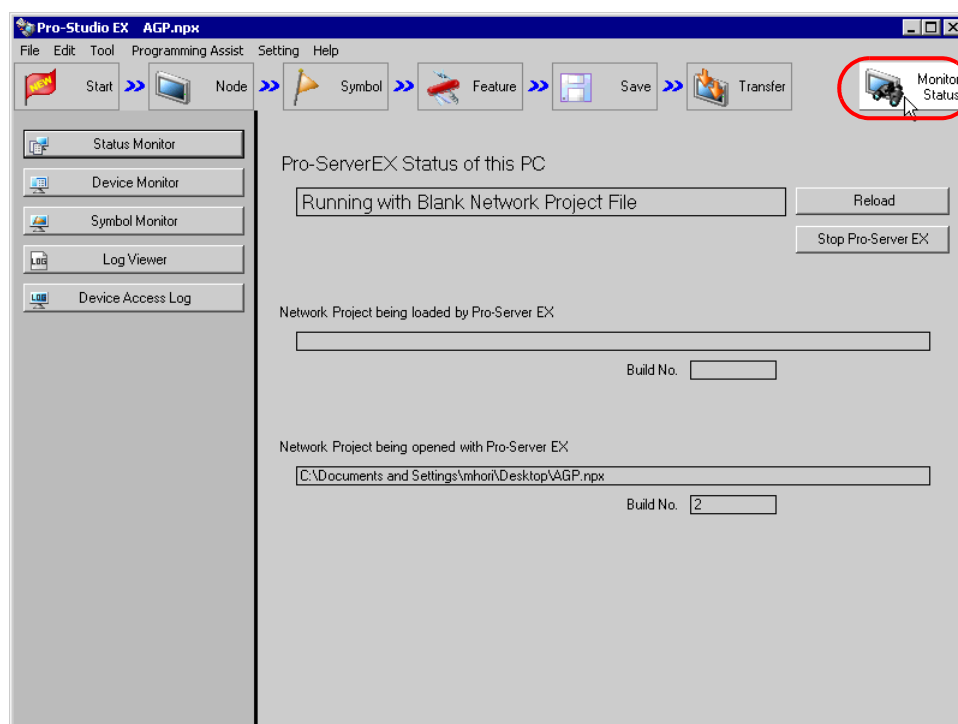 Pro-Studio EX AGP.npx
File Edit Tool Programming Assist Setting Help
NEW Start Node Symbol Feature Save Transfer Monitor
Status
Status Monitor
Device Monitor
Symbol Monitor
LOG Log Viewer
LOG Device Access Log
Pro-ServerEX Status of this PC
Running with Blank Network Project File
Reload
Stop Pro-Server EX
Network Project being loaded by Pro-Server EX
Build No.
Network Project being opened with Pro-Server EX
C:\Documents and Settings\mhori\Desktop\AGP.npx
Build No. 2